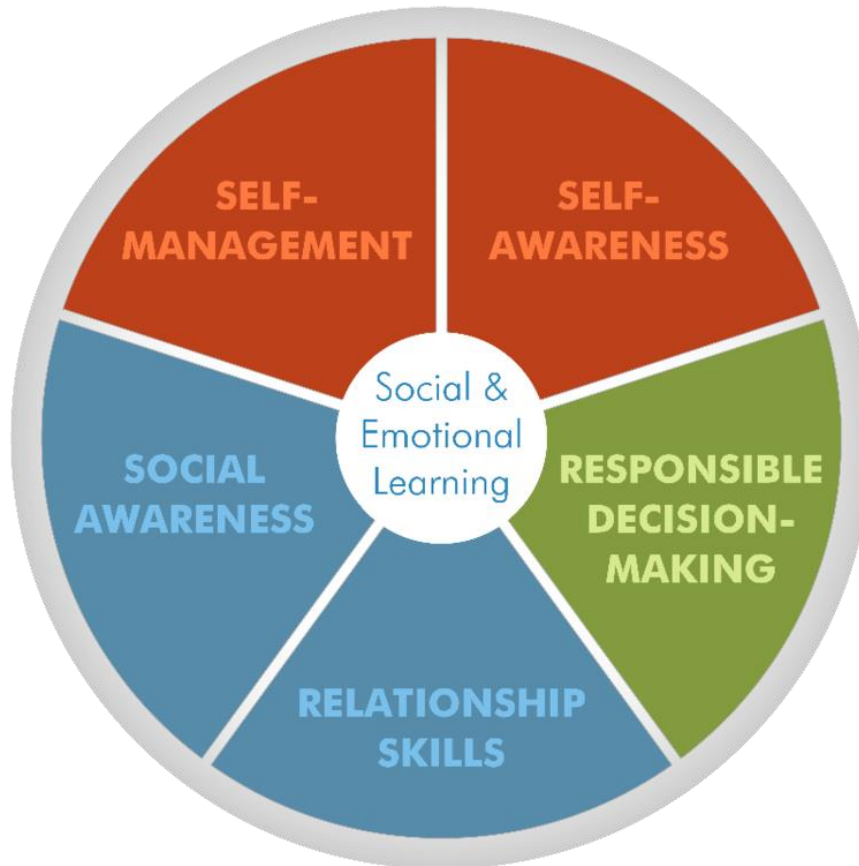 SELF-
MANAGEMENT
SELF-
AWARENESS
Social &
Emotional
Learning
SOCIAL
AWARENESS
RESPONSIBLE
DECISION-
MAKING
RELATIONSHIP
SKILLS